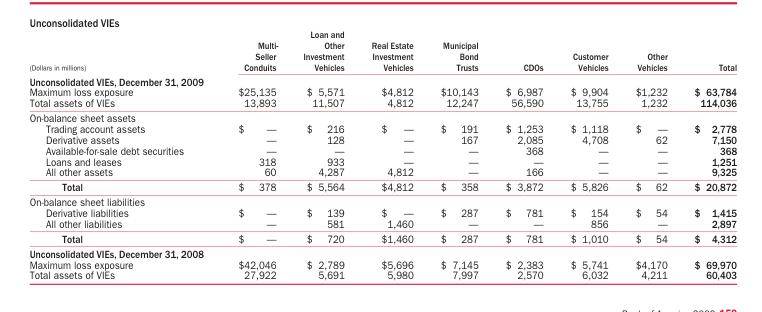 Unconsolidated VIEs
Loan and
Multi- Other Real Estate Municipal
Seller Investment Investment Bond Customer Other
(Dollars in millions) Conduits Vehicles Vehicles Trusts CDOs Vehicles Vehicles Total
Unconsolidated VIEs, December 31, 2009
Maximum loss exposure $25,135 $ 5,571 $4,812 $10,143 $ 6,987 $ 9,904 $1,232 $ 63,784
Total assets of VIEs 13,893 11,507 4,812 12,247 56,590 13,755 1,232 114,036
On-balance sheet assets
Trading account assets $ — $ 216 $ — $ 191 $ 1,253 $ 1,118 $ — $ 2,778
Derivative assets — 128 — 167 2,085 4,708 62 7,150
Available-for-sale debt securities — — — — 368 — — 368
Loans and leases 318 933 — — — — — 1,251
All other assets 60 4,287 4,812 — 166 — — 9,325
Total $ 378 $ 5,564 $4,812 $ 358 $ 3,872 $ 5,826 $ 62 $ 20,872
On-balance sheet liabilities
Derivative liabilities $ — $ 139 $ — $ 287 $ 781 $ 154 $ 54 $ 1,415
All other liabilities — 581 1,460 — — 856 — 2,897
Total $ — $ 720 $1,460 $ 287 $ 781 $ 1,010 $ 54 $ 4,312
Unconsolidated VIEs, December 31, 2008
Maximum loss exposure $42,046 $ 2,789 $5,696 $ 7,145 $ 2,383 $ 5,741 $4,170 $ 69,970
Total assets of VIEs 27,922 5,691 5,980 7,997 2,570 6,032 4,211 60,403